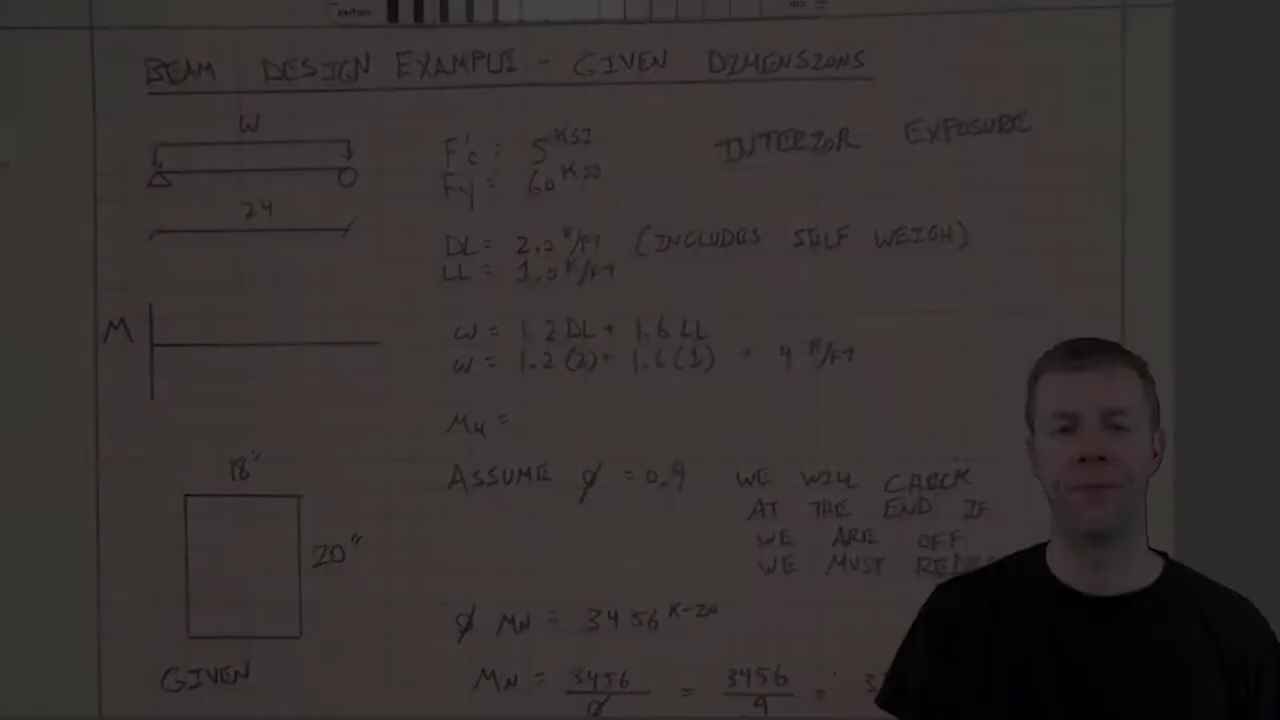 BEAM DESIGN EXAMPLE - GIVEN DIMENSIONS
W
F'c = 5 KSI
Fy = 60 KSI
INTERIOR EXPOSURE
24
DL = 2.0 K/FT (INCLUDES SELF WEIGH)
LL = 1.0 K/FT
M
W = 1.2 DL + 1.6 LL
W = 1.2 (2) + 1.6 (1) = 4 K/FT
Mu =
18"
20"
GIVEN
ASSUME ø = 0.9
WE WILL CHECK
AT THE END IF
WE ARE OFF
WE MUST
ø MN = 3456 K-IN
MN = 3456/ø = 3456/.9 =